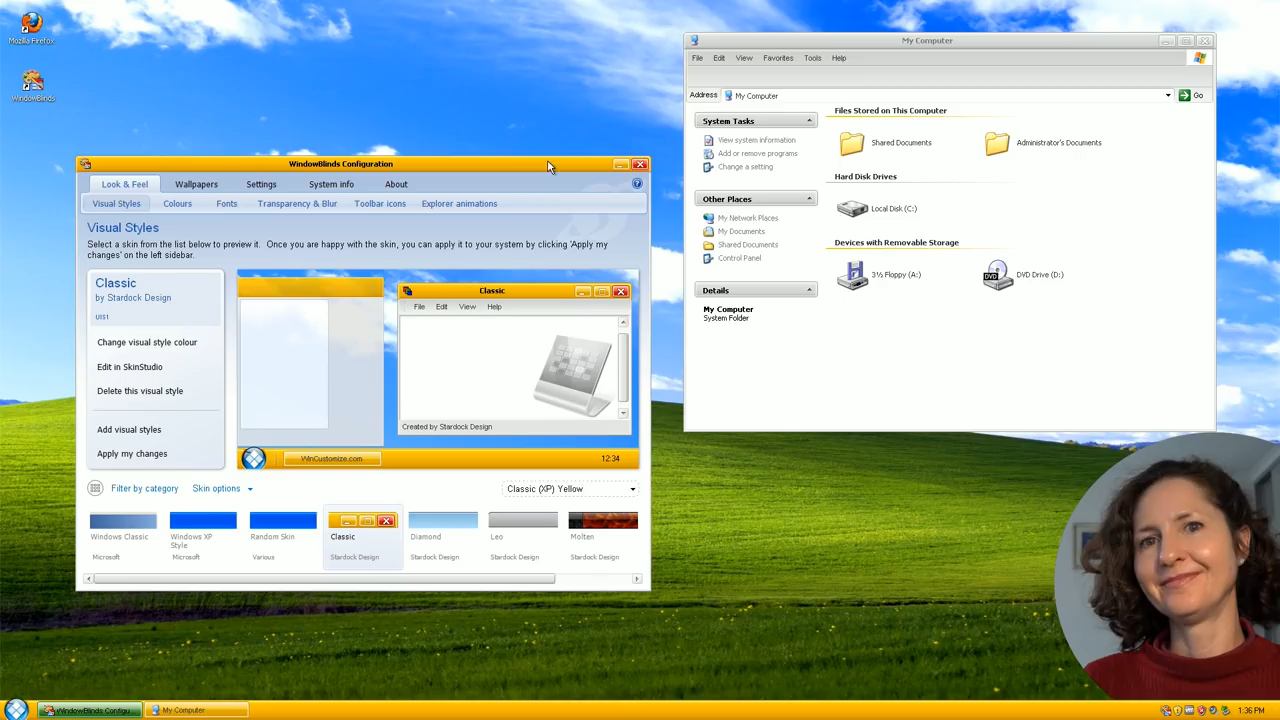 Mozilla Firefox
WindowBlinds
WindowBlinds Configuration
Look & Feel
Wallpapers
Settings
System info
About
Visual Styles
Colours
Fonts
Transparency & Blur
Toolbar icons
Explorer animations
Visual Styles
Select a skin from the list below to preview it.  Once you are happy with the skin, you can apply it to your system by clicking 'Apply my
changes' on the left sidebar.
Classic
by Stardock Design
UIS1
Change visual style colour
Edit in SkinStudio
Delete this visual style
Add visual styles
Apply my changes
Classic
File Edit View Help
Created by Stardock Design
WinCustomize.com
12:34
Filter by category
Skin options
Classic (XP) Yellow
Windows Classic
Microsoft
Windows XP
Style
Microsoft
Random Skin
Various
Classic
Stardock Design
Diamond
Stardock Design
Leo
Stardock Design
Molten
Stardock Design
My Computer
File Edit View Favorites Tools Help
Address My Computer Go
System Tasks
View system information
Add or remove programs
Change a setting
Other Places
My Network Places
My Documents
Shared Documents
Control Panel
Details
My Computer
System Folder
Files Stored on This Computer
Shared Documents
Administrator's Documents
Hard Disk Drives
Local Disk (C:)
Devices with Removable Storage
3½ Floppy (A:)
DVD
DVD Drive (D:)
WindowBlinds Configu...
My Computer
1:36 PM